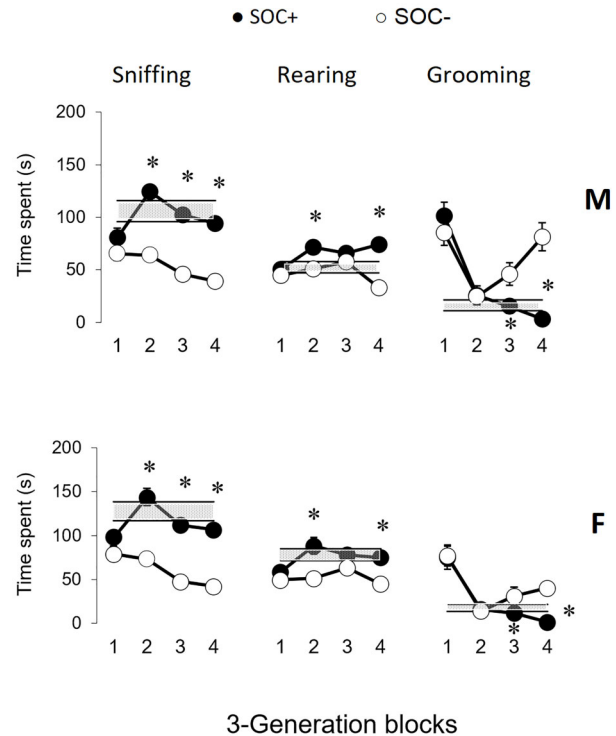 ● SOC+ ○ SOC-
Sniffing Rearing Grooming
200
150
100
50
0
Time spent (s)
* * *
* *
* *
M
1 2 3 4 1 2 3 4 1 2 3 4
200
150
100
50
0
Time spent (s)
* * *
* *
* *
F
1 2 3 4 1 2 3 4 1 2 3 4
3-Generation blocks